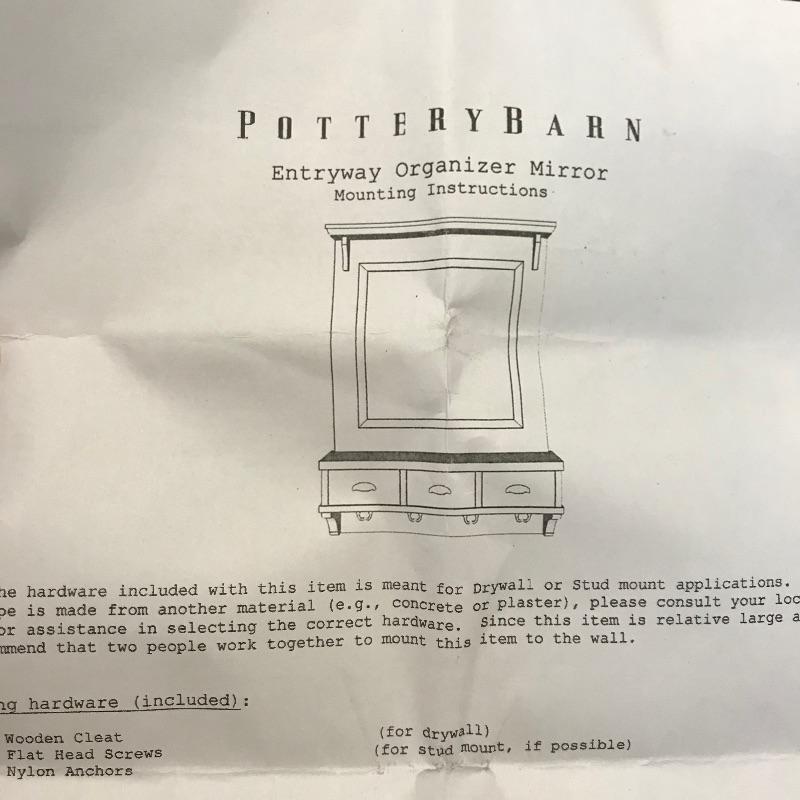 POTTERYBARN
Entryway Organizer Mirror
Mounting Instructions
he hardware included with this item is meant for Drywall or Stud mount applications.
pe is made from another material (e.g., concrete or plaster), please consult your loc
or assistance in selecting the correct hardware. Since this item is relative large a
mmend that two people work together to mount this item to the wall.
ng hardware (included):
Wooden Cleat (for drywall)
Flat Head Screws (for stud mount, if possible)
Nylon Anchors